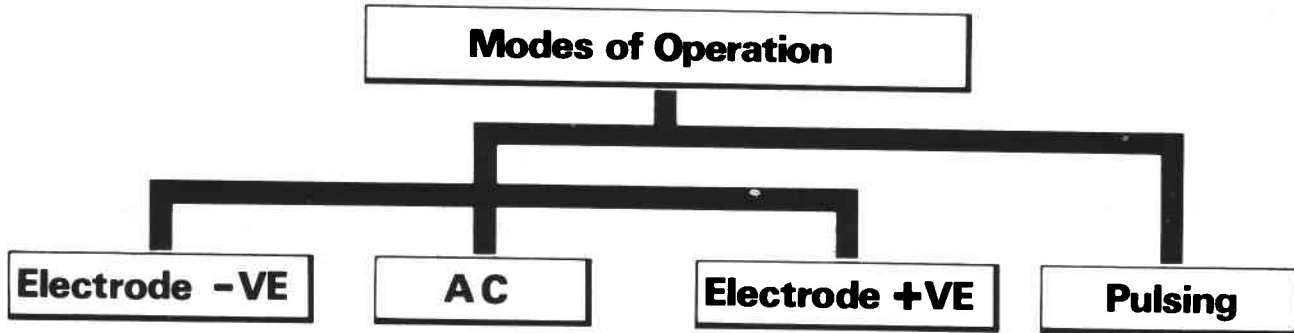 Modes of Operation
Electrode -VE
AC
Electrode +VE
Pulsing